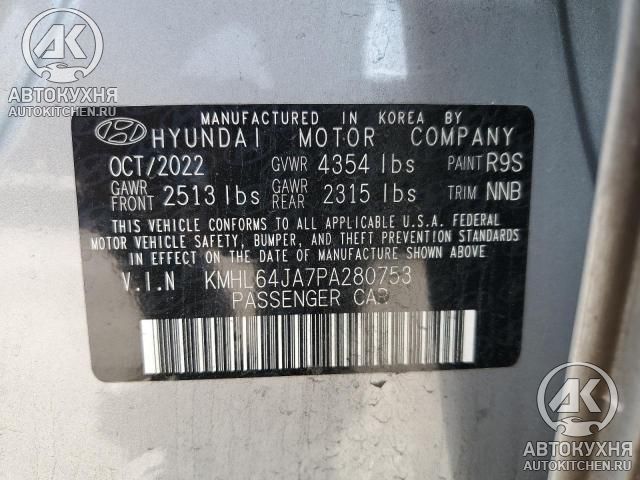 АВТОКУХНЯ
AUTOKITCHEN.RU
MANUFACTURED IN KOREA BY
HYUNDAI MOTOR COMPANY
OCT/2022 GVWR 4354 lbs PAINT R9S
GAWR FRONT 2513 lbs GAWR REAR 2315 lbs TRIM NNB
THIS VEHICLE CONFORMS TO ALL APPLICABLE U.S.A. FEDERAL
MOTOR VEHICLE SAFETY, BUMPER, AND THEFT PREVENTION STANDARDS
IN EFFECT ON THE DATE OF MANUFACTURE SHOWN ABOVE
V.I.N KMHL64JA7PA280753
PASSENGER CAR
АВТОКУХНЯ
AUTOKITCHEN.RU